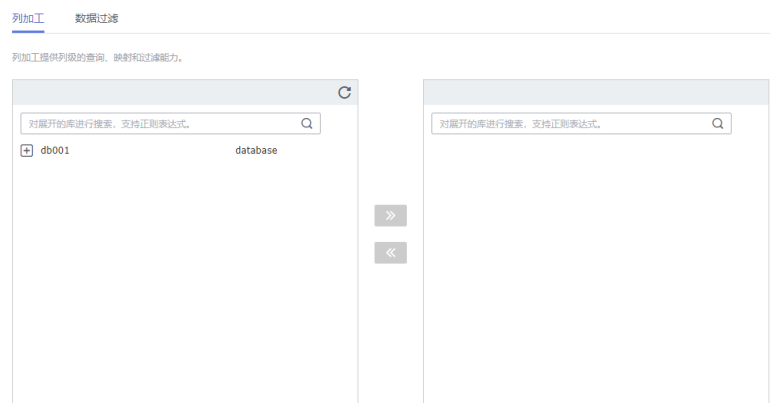 列加工 数据过滤
列加工提供列级的查询、映射和过滤能力。
对展开的库进行搜索，支持正则表达式。 对展开的库进行搜索，支持正则表达式。
db001 database